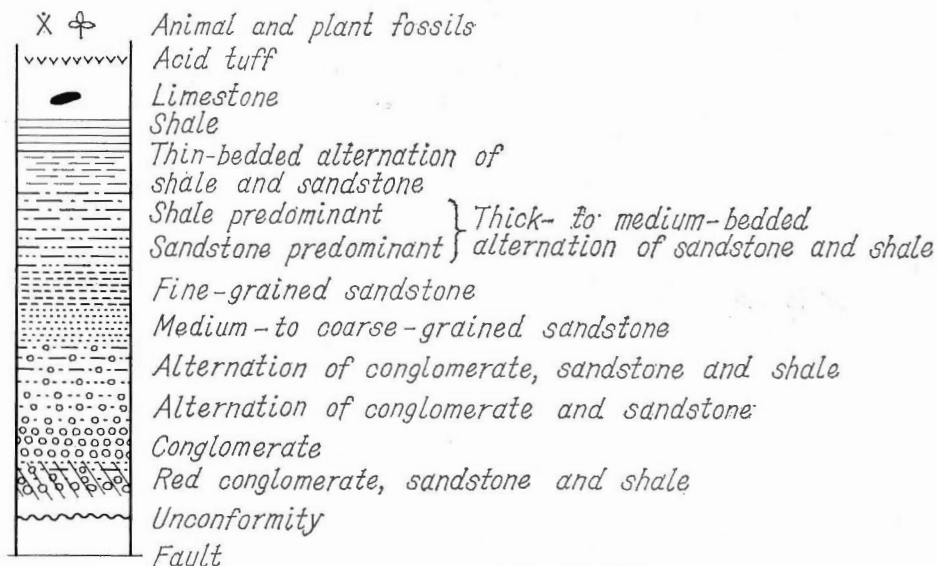 Animal and plant fossils
Acid tuff
Limestone
Shale
Thin-bedded alternation of
shale and sandstone
Shale predominant
Sandstone predominant
Thick- to medium-bedded
alternation of sandstone and shale
Fine-grained sandstone
Medium- to coarse-grained sandstone
Alternation of conglomerate, sandstone and shale
Alternation of conglomerate and sandstone
Conglomerate
Red conglomerate, sandstone and shale
Unconformity
Fault